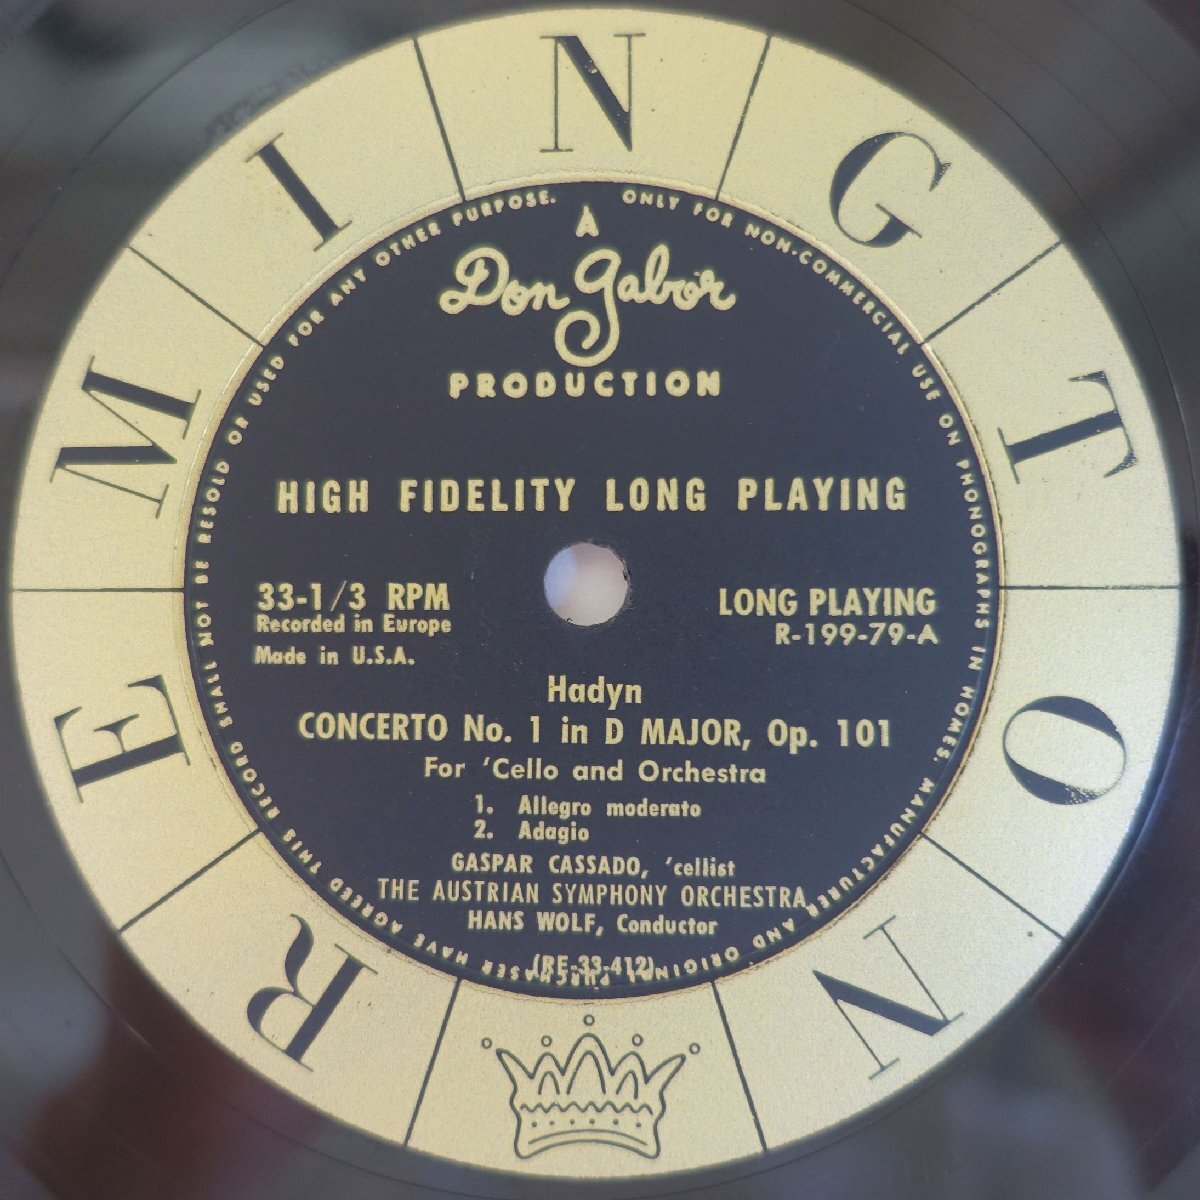 REMINGTON
ONLY FOR NON-COMMERCIAL USE ON PHONOGRAPHS IN HOMES. MANUFACTURER AND ORIGINAL PURCHASER HAVE AGREED THIS RECORD SHALL NOT BE RESOLD OR USED FOR ANY OTHER PURPOSE.
A
Don Gabor
PRODUCTION
HIGH FIDELITY LONG PLAYING
33-1/3 RPM
Recorded in Europe
Made in U.S.A.
LONG PLAYING
R-199-79-A
Hadyn
CONCERTO No. 1 in D MAJOR, Op. 101
For 'Cello and Orchestra
1. Allegro moderato
2. Adagio
GASPAR CASSADO, 'cellist
THE AUSTRIAN SYMPHONY ORCHESTRA,
HANS WOLF, Conductor
(RE-33-412)